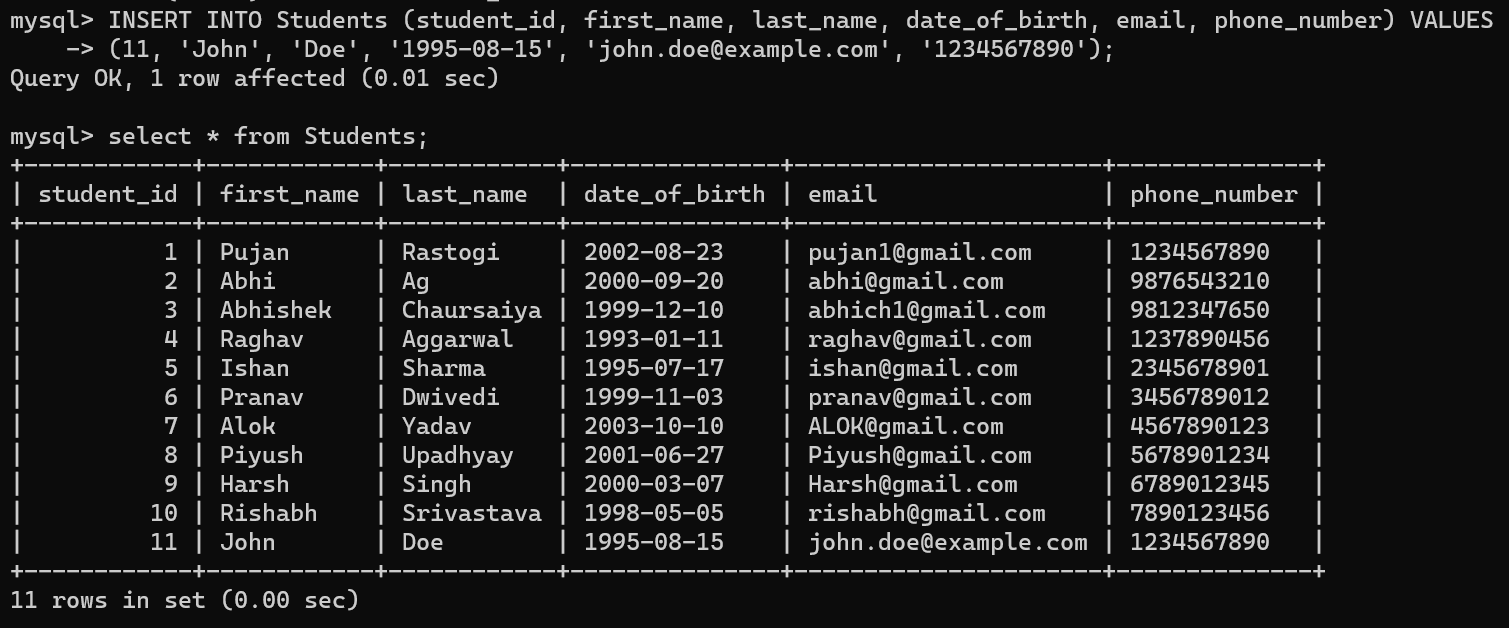 mysql> INSERT INTO Students (student_id, first_name, last_name, date_of_birth, email, phone_number) VALUES
    -> (11, 'John', 'Doe', '1995-08-15', 'john.doe@example.com', '1234567890');
Query OK, 1 row affected (0.01 sec)

mysql> select * from Students;
+------------+------------+------------+---------------+----------------------+--------------+
| student_id | first_name | last_name  | date_of_birth | email                | phone_number |
+------------+------------+------------+---------------+----------------------+--------------+
|          1 | Pujan      | Rastogi    | 2002-08-23    | pujan1@gmail.com     | 1234567890   |
|          2 | Abhi       | Ag         | 2000-09-20    | abhi@gmail.com       | 9876543210   |
|          3 | Abhishek   | Chaursaiya | 1999-12-10    | abhich1@gmail.com    | 9812347650   |
|          4 | Raghav     | Aggarwal   | 1993-01-11    | raghav@gmail.com     | 1237890456   |
|          5 | Ishan      | Sharma     | 1995-07-17    | ishan@gmail.com      | 2345678901   |
|          6 | Pranav     | Dwivedi    | 1999-11-03    | pranav@gmail.com     | 3456789012   |
|          7 | Alok       | Yadav      | 2003-10-10    | ALOK@gmail.com       | 4567890123   |
|          8 | Piyush     | Upadhyay   | 2001-06-27    | Piyush@gmail.com     | 5678901234   |
|          9 | Harsh      | Singh      | 2000-03-07    | Harsh@gmail.com      | 6789012345   |
|         10 | Rishabh    | Srivastava | 1998-05-05    | rishabh@gmail.com    | 7890123456   |
|         11 | John       | Doe        | 1995-08-15    | john.doe@example.com | 1234567890   |
+------------+------------+------------+---------------+----------------------+--------------+
11 rows in set (0.00 sec)